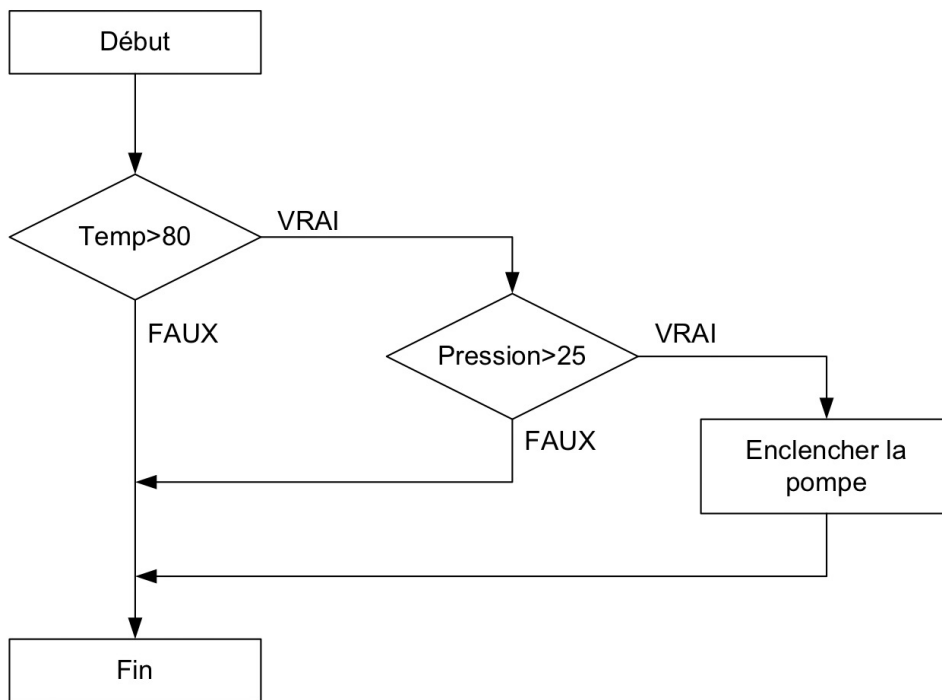 Début
Temp>80
VRAI
FAUX
Pression>25
VRAI
FAUX
Enclencher la
pompe
Fin